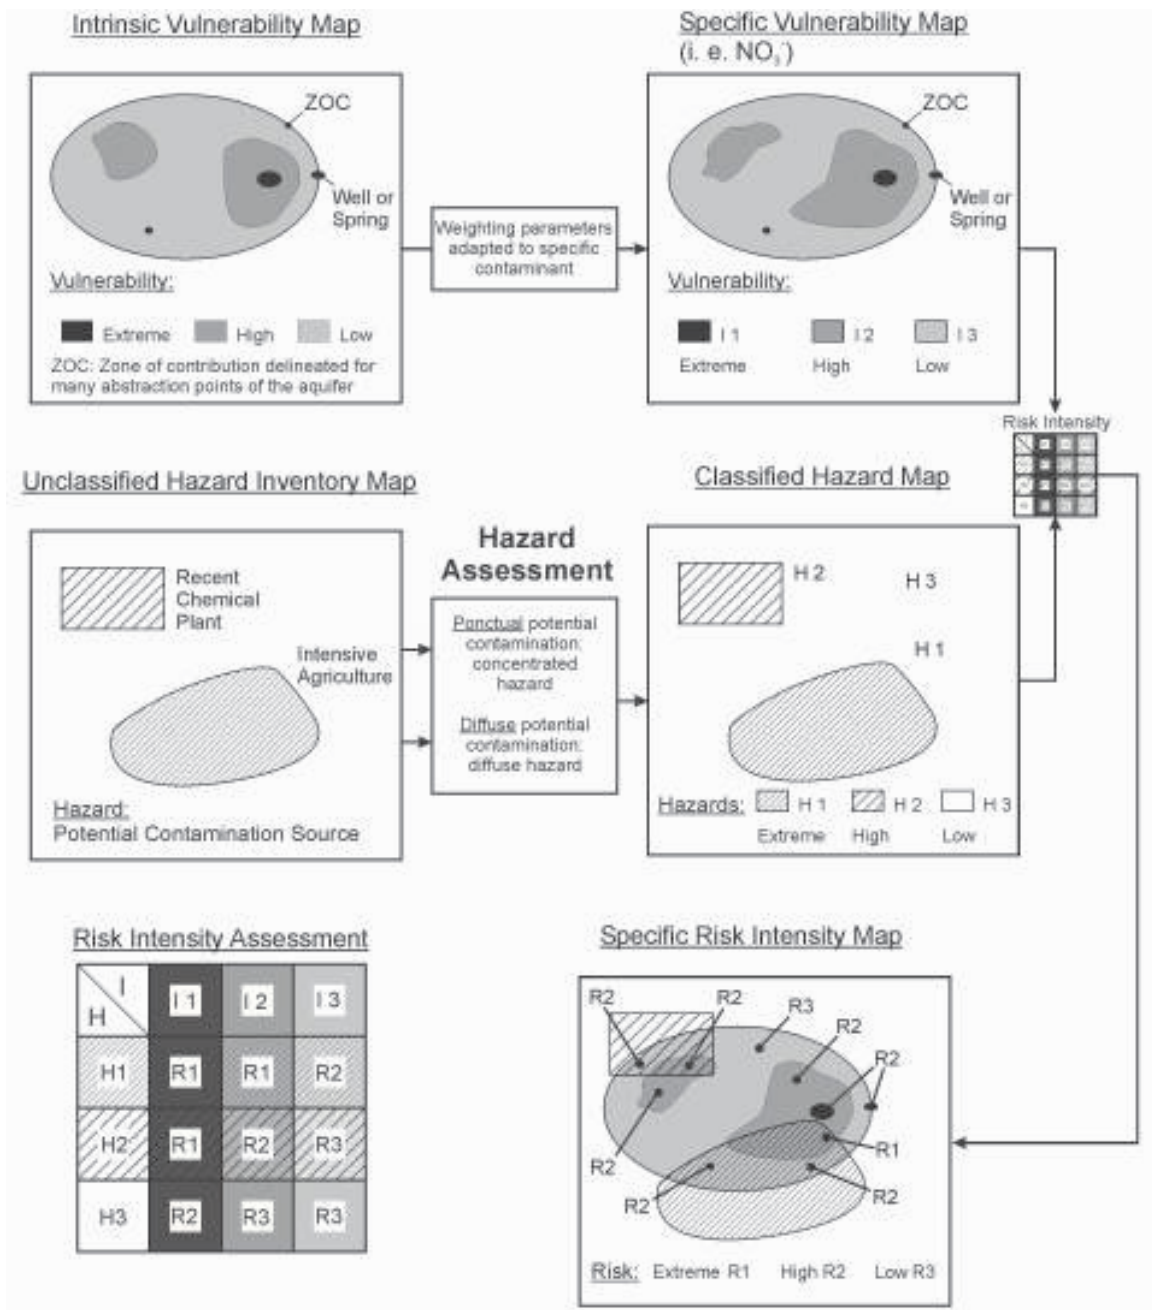 Intrinsic Vulnerability Map
ZOC
Well or
Spring
Vulnerability:
Extreme High Low
ZOC: Zone of contribution delineated for
many abstraction points of the aquifer
Weighting parameters
adapted to specific
contaminant
Specific Vulnerability Map
(i. e. NO₃⁻)
ZOC
Well or
Spring
Vulnerability:
I 1 I 2 I 3
Extreme High Low
Risk Intensity
Unclassified Hazard Inventory Map
Recent
Chemical
Plant
Intensive
Agriculture
Hazard:
Potential Contamination Source
Hazard
Assessment
Ponctual potential
contamination:
concentrated
hazard
Diffuse potential
contamination:
diffuse hazard
Classified Hazard Map
H 2
H 3
H 1
Hazards: H 1 H 2 H 3
Extreme High Low
Risk Intensity Assessment
I
H
I 1 I 2 I 3
H1 R1 R1 R2
H2 R1 R2 R3
H3 R2 R3 R3
Specific Risk Intensity Map
R2 R2 R3
R2
R2
R1
R2
R2
R2
Risk: Extreme R1 High R2 Low R3